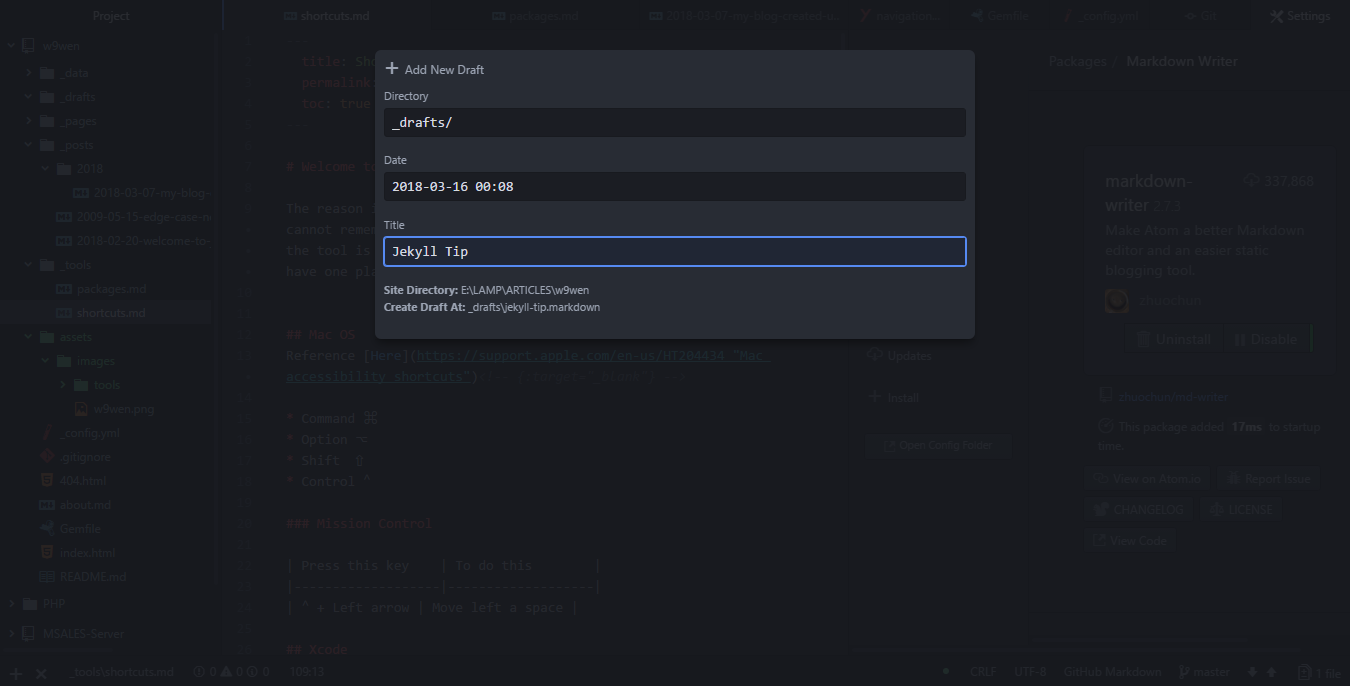 Project
shortcuts.md
packages.md
2018-03-07-my-blog-created-u...
navigation...
Gemfile
_config.yml
Git
Settings
w9wen
_data
_drafts
_pages
_posts
2018
2018-03-07-my-blog-
2009-05-15-edge-case-n
2018-02-20-welcome-to-
_tools
packages.md
shortcuts.md
assets
images
tools
w9wen.png
_config.yml
.gitignore
404.html
about.md
Gemfile
index.html
README.md
PHP
MSALES-Server
title: Sho
permalink:
toc: true
# Welcome to
The reason i
cannot remem
the tool is
have one pla
## Mac OS
Reference [Here](https://support.apple.com/en-us/HT204434 "Mac
accessibility shortcuts")
* Command ⌘
* Option ⌥
* Shift ⇧
* Control ^
### Mission Control
| Press this key | To do this |
|-------------------|-------------------|
| ^ + Left arrow | Move left a space |
## Xcode
Add New Draft
Directory
_drafts/
Date
2018-03-16 00:08
Title
Jekyll Tip
Site Directory: E:\LAMP\ARTICLES\w9wen
Create Draft At: _drafts\jekyll-tip.markdown
Updates
Install
Open Config Folder
Packages / Markdown Writer
markdown-
writer 2.7.3
337,868
Make Atom a better Markdown
editor and an easier static
blogging tool.
zhuochun
Uninstall
Disable
zhuochun/md-writer
This package added 17ms to startup
time.
View on Atom.io
Report Issue
CHANGELOG
LICENSE
View Code
_tools\shortcuts.md
0
0
0
109:13
CRLF
UTF-8
GitHub Markdown
master
1 file